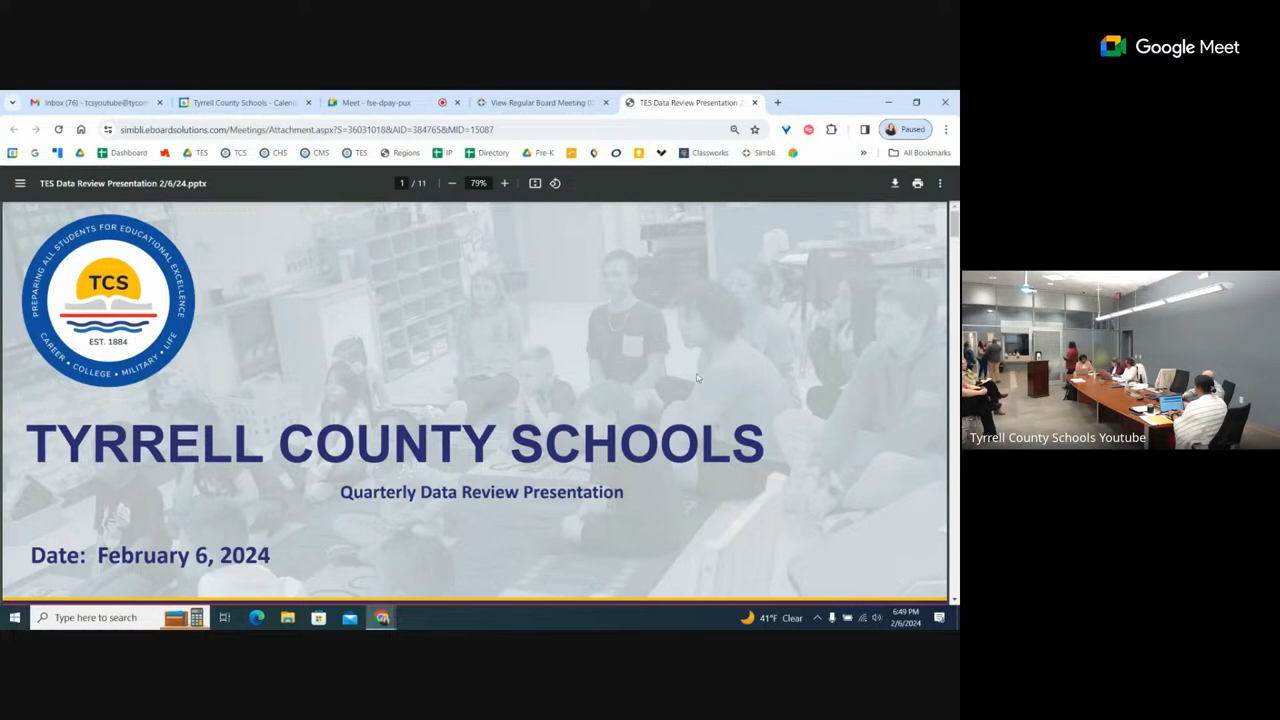 Google Meet
Inbox (76) - tcsyoutube@tycom
Tyrrell County Schools - Calend
Meet - fse-dpay-pux
View Regular Board Meeting 02
TES Data Review Presentation 2
simbli.eboardsolutions.com/Meetings/Attachment.aspx?S=36031018&AID=384765&MID=15087
Paused
Dashboard
TES
TCS
CHS
CMS
TES
Regions
IP
Directory
Pre-K
Classworks
Simbli
»
All Bookmarks
TES Data Review Presentation 2/6/24.pptx
1 / 11
79%
PREPARING ALL STUDENTS FOR EDUCATIONAL EXCELLENCE
TCS
EST. 1884
CAREER • COLLEGE • MILITARY • LIFE
TYRRELL COUNTY SCHOOLS
Quarterly Data Review Presentation
Date: February 6, 2024
Tyrrell County Schools Youtube
Type here to search
41°F Clear
6:49 PM
2/6/2024